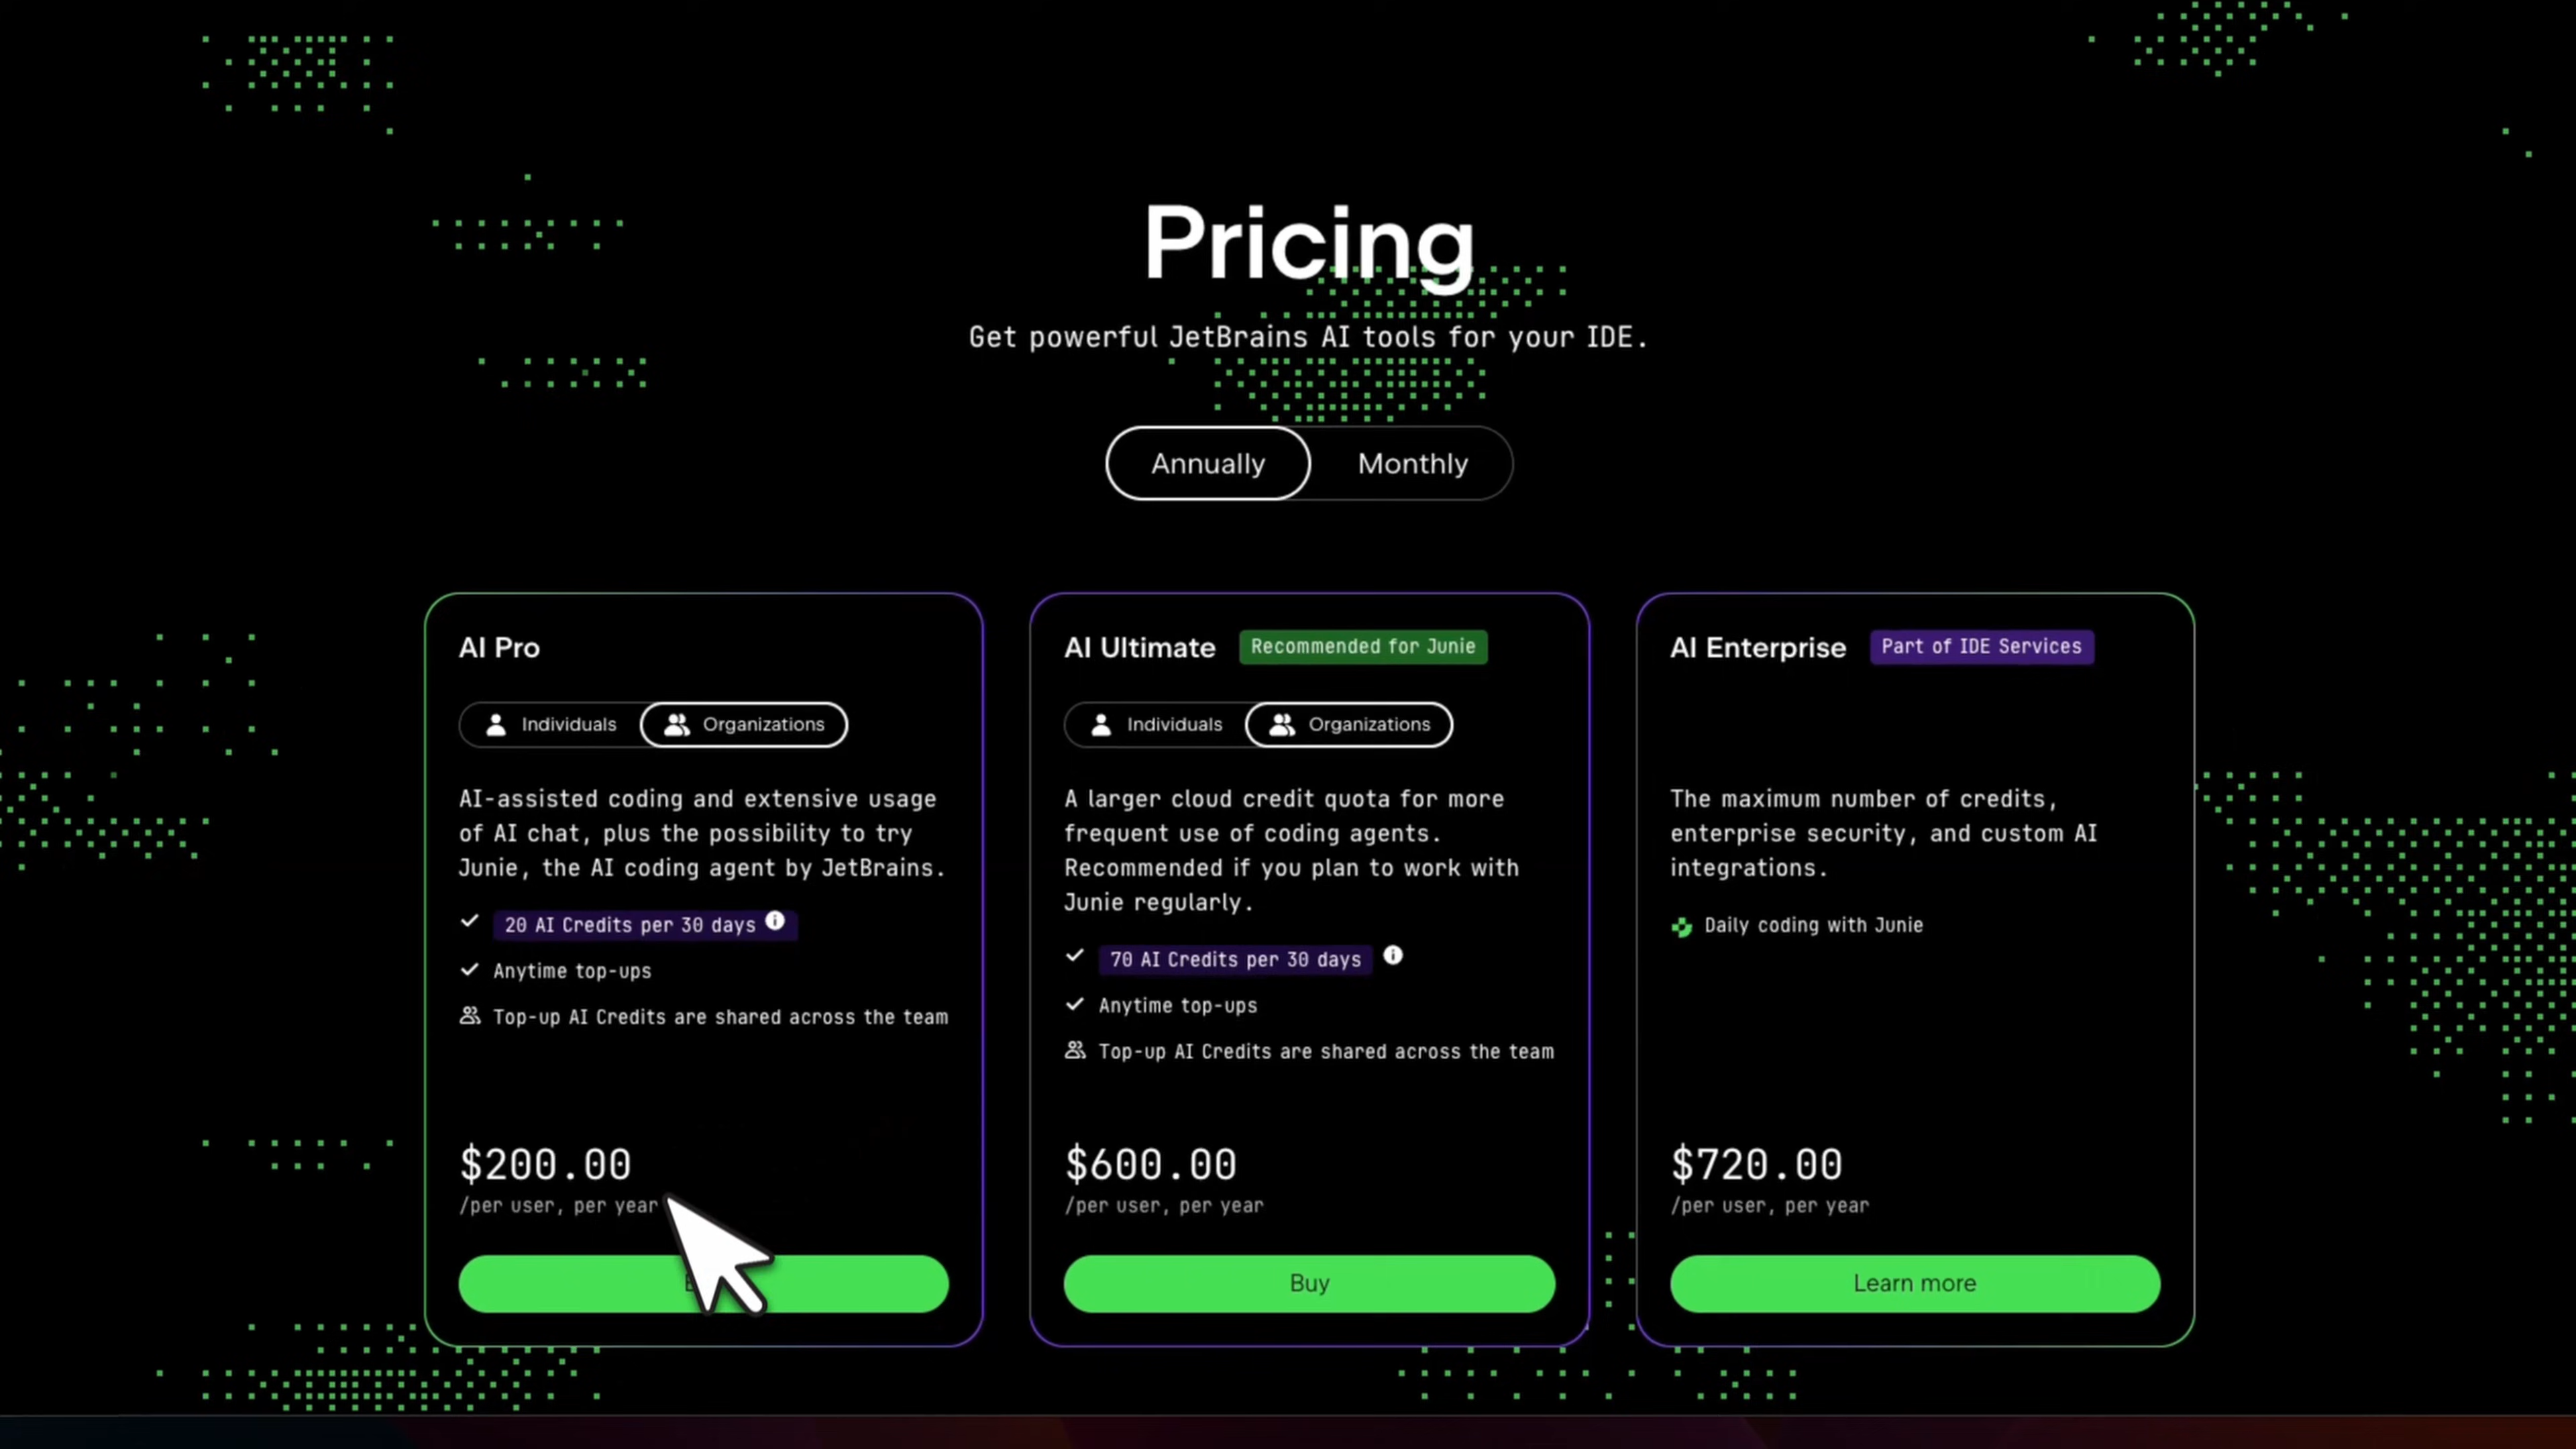 Pricing
Get powerful JetBrains AI tools for your IDE.
Annually
Monthly
AI Pro
Individuals
Organizations
AI-assisted coding and extensive usage
of AI chat, plus the possibility to try
Junie, the AI coding agent by JetBrains.
20 AI Credits per 30 days
Anytime top-ups
Top-up AI Credits are shared across the team
$200.00
/per user, per year
AI Ultimate
Recommended for Junie
Individuals
Organizations
A larger cloud credit quota for more
frequent use of coding agents.
Recommended if you plan to work with
Junie regularly.
70 AI Credits per 30 days
Anytime top-ups
Top-up AI Credits are shared across the team
$600.00
/per user, per year
Buy
AI Enterprise
Part of IDE Services
The maximum number of credits,
enterprise security, and custom AI
integrations.
Daily coding with Junie
$720.00
/per user, per year
Learn more